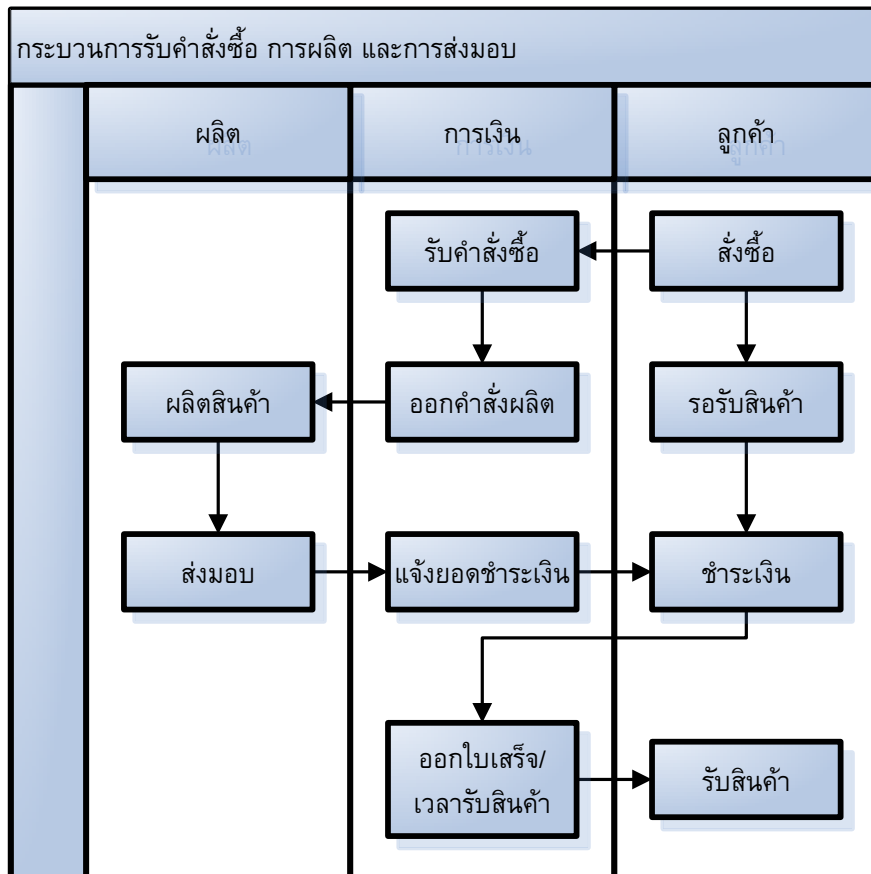 กระบวนการรับคำสั่งซื้อ การผลิต และการส่งมอบ
ผลิต
การเงิน
ลูกค้า
รับคำสั่งซื้อ
สั่งซื้อ
ผลิตสินค้า
ออกคำสั่งผลิต
รอรับสินค้า
ส่งมอบ
แจ้งยอดชำระเงิน
ชำระเงิน
ออกใบเสร็จ/
เวลารับสินค้า
รับสินค้า